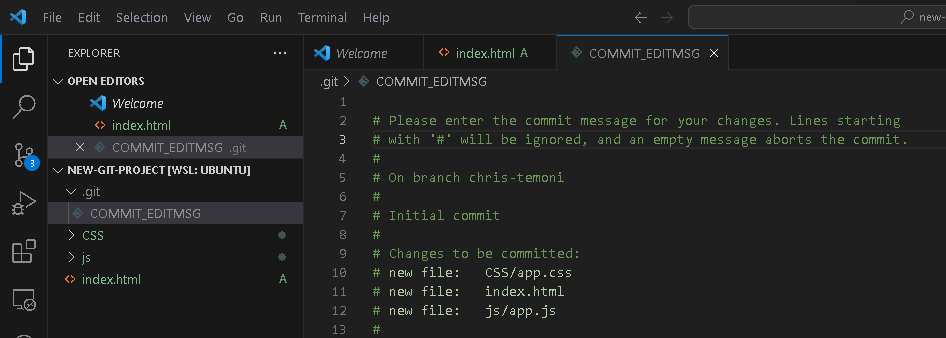 File Edit Selection View Go Run Terminal Help
new-
EXPLORER
Welcome
index.html A
COMMIT_EDITMSG
OPEN EDITORS
Welcome
index.html A
COMMIT_EDITMSG .git
3
NEW-GIT-PROJECT [WSL: UBUNTU]
.git
COMMIT_EDITMSG
CSS
js
index.html A
.git > COMMIT_EDITMSG
1
2 # Please enter the commit message for your changes. Lines starting
3 # with '#' will be ignored, and an empty message aborts the commit.
4 #
5 # On branch chris-temoni
6 #
7 # Initial commit
8 #
9 # Changes to be committed:
10 # new file: CSS/app.css
11 # new file: index.html
12 # new file: js/app.js
13 #